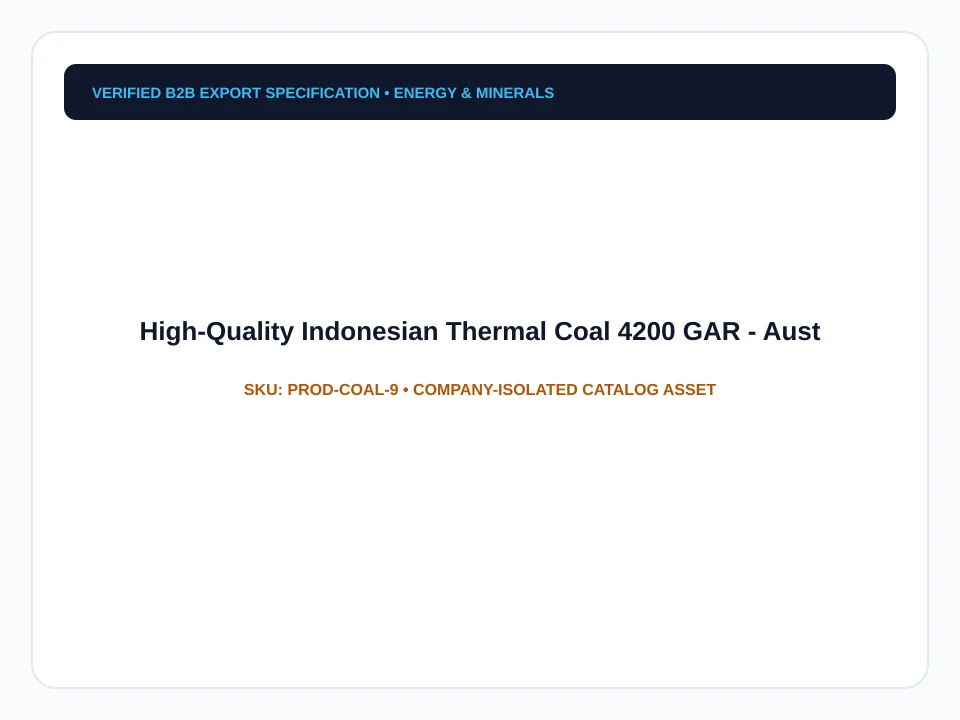 VERIFIED B2B EXPORT SPECIFICATION • ENERGY & MINERALS
High-Quality Indonesian Thermal Coal 4200 GAR - Aust
SKU: PROD-COAL-9 • COMPANY-ISOLATED CATALOG ASSET